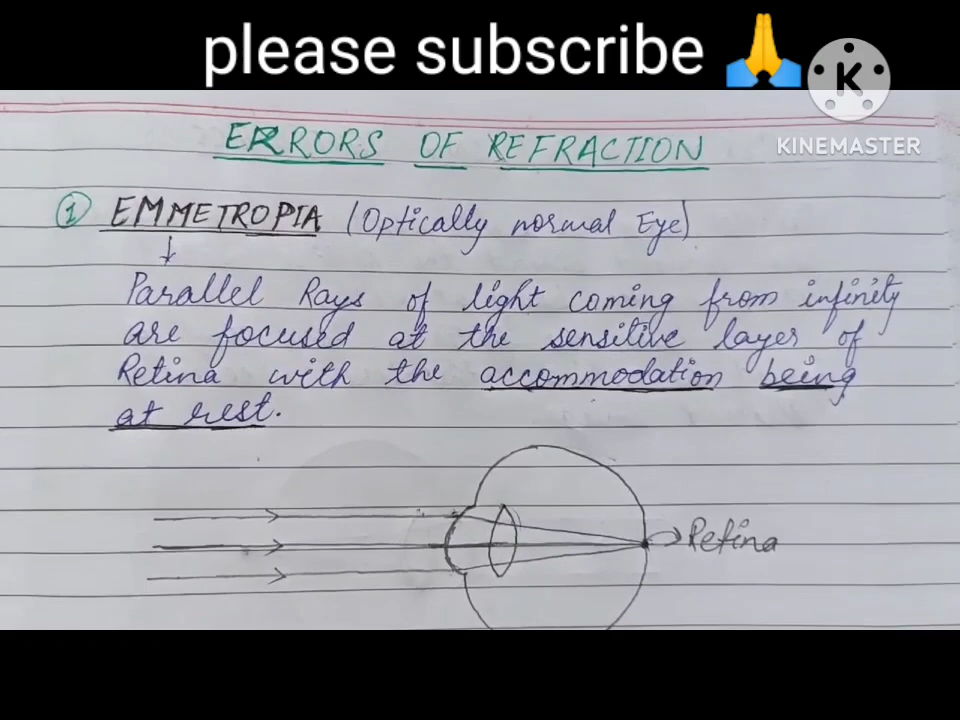 please subscribe 🙏
K
KINEMASTER
ERRORS OF REFRACTION
① EMMETROPIA (Optically normal Eye)
Parallel Rays of light coming from infinity
are focused at the sensitive layer of
Retina with the accommodation being
at rest.
Retina